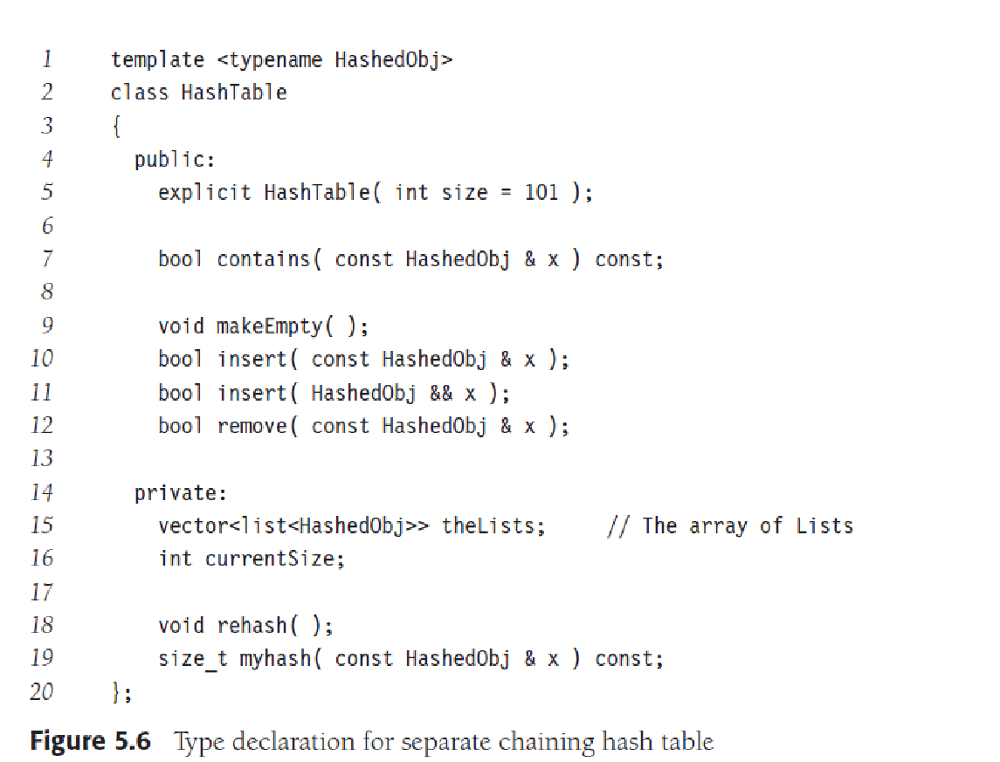 1 template <typename HashedObj>
2 class HashTable
3 {
4 public:
5 explicit HashTable( int size = 101 );
6
7 bool contains( const HashedObj & x ) const;
8
9 void makeEmpty( );
10 bool insert( const HashedObj & x );
11 bool insert( HashedObj && x );
12 bool remove( const HashedObj & x );
13
14 private:
15 vector<list<HashedObj>> theLists; // The array of Lists
16 int currentSize;
17
18 void rehash( );
19 size_t myhash( const HashedObj & x ) const;
20 };
Figure 5.6 Type declaration for separate chaining hash table